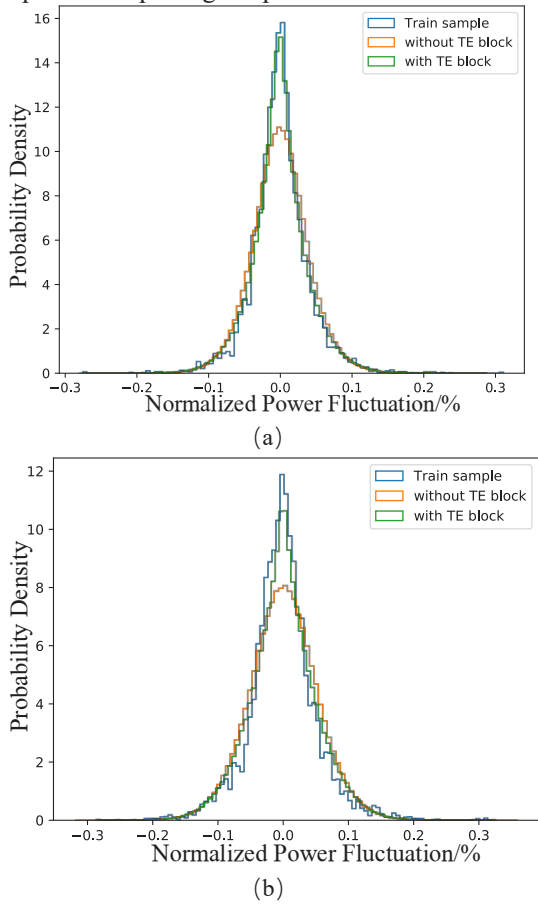 16
14
12
10
8
6
4
2
0
Probability Density
Train sample
without TE block
with TE block
−0.3 −0.2 −0.1 0.0 0.1 0.2 0.3
Normalized Power Fluctuation/%
(a)
12
10
8
6
4
2
0
Probability Density
Train sample
without TE block
with TE block
−0.3 −0.2 −0.1 0.0 0.1 0.2 0.3
Normalized Power Fluctuation/%
(b)